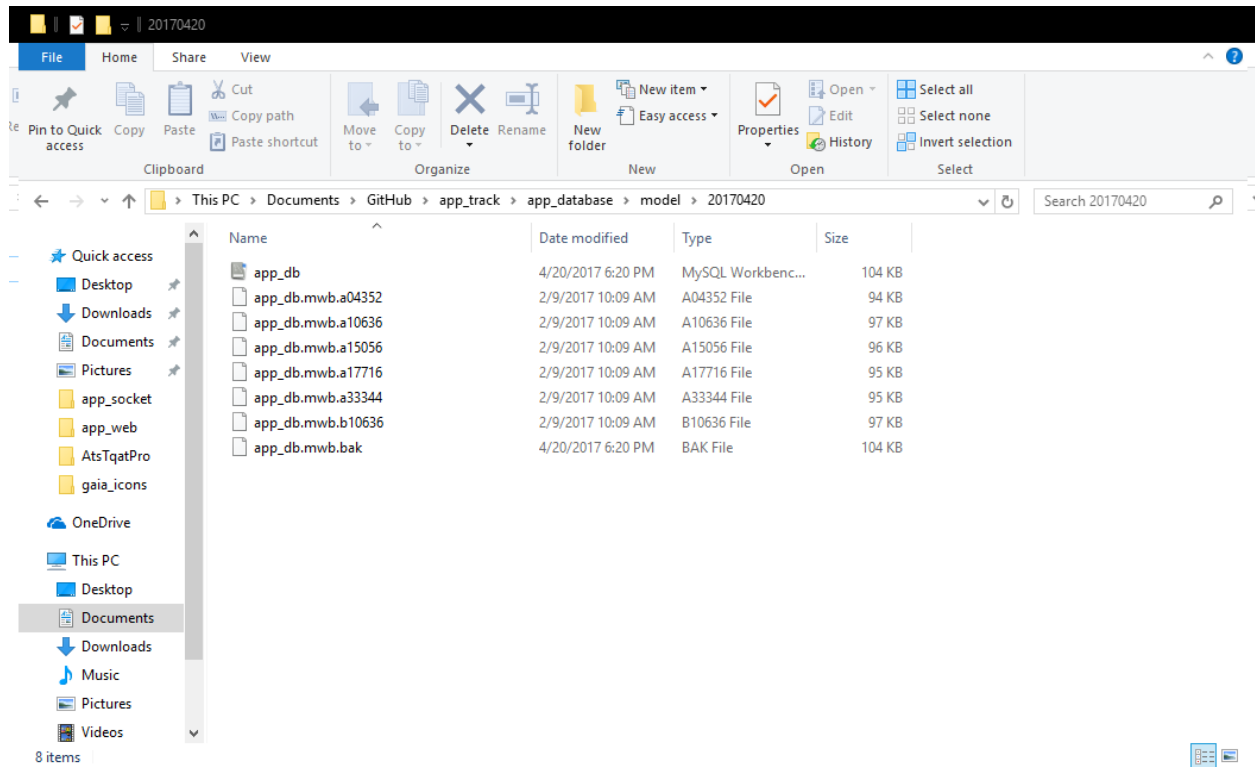 20170420
File Home Share View
Pin to Quick access Copy Paste Cut Copy path Paste shortcut Move to Copy to Delete Rename New folder New item Easy access Properties Open Edit History Select all Select none Invert selection
Clipboard Organize New Open Select
This PC > Documents > GitHub > app_track > app_database > model > 20170420 Search 20170420
Name Date modified Type Size
app_db 4/20/2017 6:20 PM MySQL Workbenc... 104 KB
app_db.mwb.a04352 2/9/2017 10:09 AM A04352 File 94 KB
app_db.mwb.a10636 2/9/2017 10:09 AM A10636 File 97 KB
app_db.mwb.a15056 2/9/2017 10:09 AM A15056 File 96 KB
app_db.mwb.a17716 2/9/2017 10:09 AM A17716 File 95 KB
app_db.mwb.a33344 2/9/2017 10:09 AM A33344 File 95 KB
app_db.mwb.b10636 2/9/2017 10:09 AM B10636 File 97 KB
app_db.mwb.bak 4/20/2017 6:20 PM BAK File 104 KB
Quick access
Desktop
Downloads
Documents
Pictures
app_socket
app_web
AtsTqatPro
gaia_icons
OneDrive
This PC
Desktop
Documents
Downloads
Music
Pictures
Videos
8 items